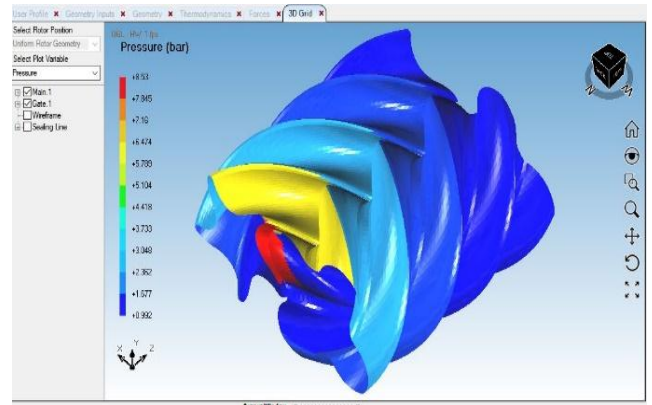 User Profile × Geometry Inputs × Geometry × Thermodynamics × Forces × 3D Grid ×
Select Rotor Position
Uniform Rotor Geometry
Select Plot Variable
Pressure
Main.1
Gate.1
Wireframe
Sealing Line
Pressure (bar)
+8.53
+7.845
+7.16
+6.474
+5.789
+5.104
+4.418
+3.733
+3.048
+2.362
+1.677
+0.992
X Y Z